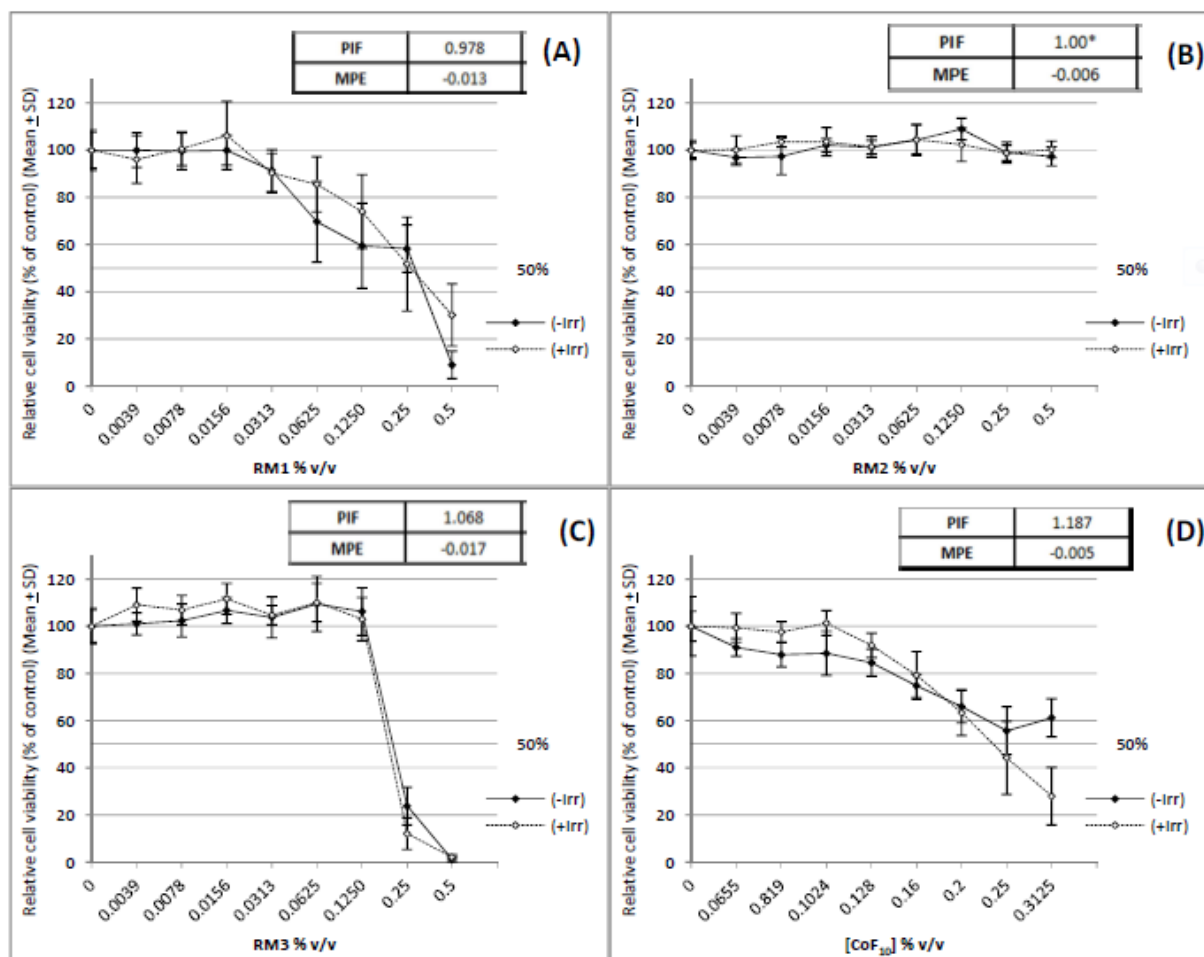 (A)
PIF 0.978
MPE -0.013
Relative cell viability (% of control) (Mean + SD)
120
100
80
60
40
20
0
50%
(-Irr)
(+Irr)
0 0.0039 0.0078 0.0156 0.0313 0.0625 0.1250 0.25 0.5
RM1 % v/v
(B)
PIF 1.00*
MPE -0.006
Relative cell viability (% of control) (Mean + SD)
120
100
80
60
40
20
0
50%
(-Irr)
(+Irr)
0 0.0039 0.0078 0.0156 0.0313 0.0625 0.1250 0.25 0.5
RM2 % v/v
(C)
PIF 1.068
MPE -0.017
Relative cell viability (% of control) (Mean + SD)
120
100
80
60
40
20
0
50%
(-Irr)
(+Irr)
0 0.0039 0.0078 0.0156 0.0313 0.0625 0.1250 0.25 0.5
RM3 % v/v
(D)
PIF 1.187
MPE -0.005
Relative cell viability (% of control) (Mean + SD)
120
100
80
60
40
20
0
50%
(-Irr)
(+Irr)
0 0.0655 0.819 0.1024 0.128 0.16 0.2 0.25 0.3125
[CoF₁₀] % v/v